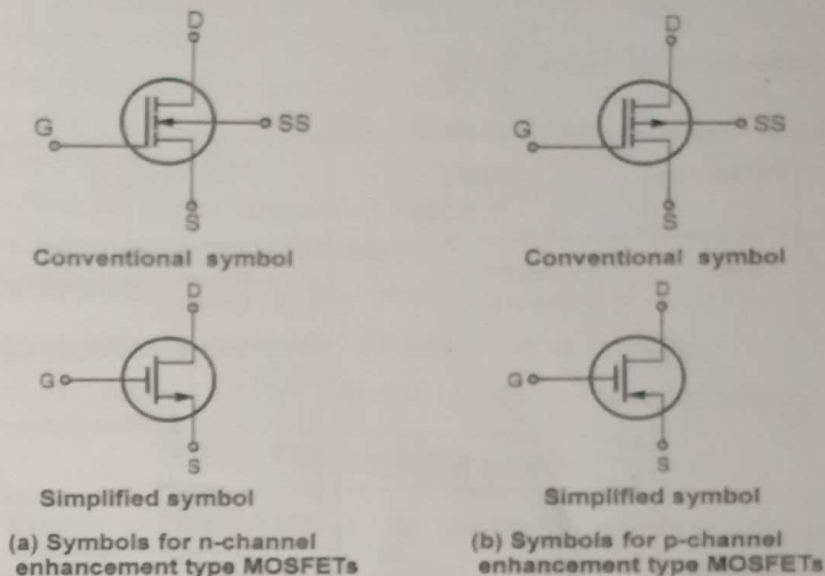 D
G
SS
S
Conventional symbol
D
G
SS
S
Conventional symbol
D
G
S
Simplified symbol
(a) Symbols for n-channel
enhancement type MOSFETs
D
G
S
Simplified symbol
(b) Symbols for p-channel
enhancement type MOSFETs